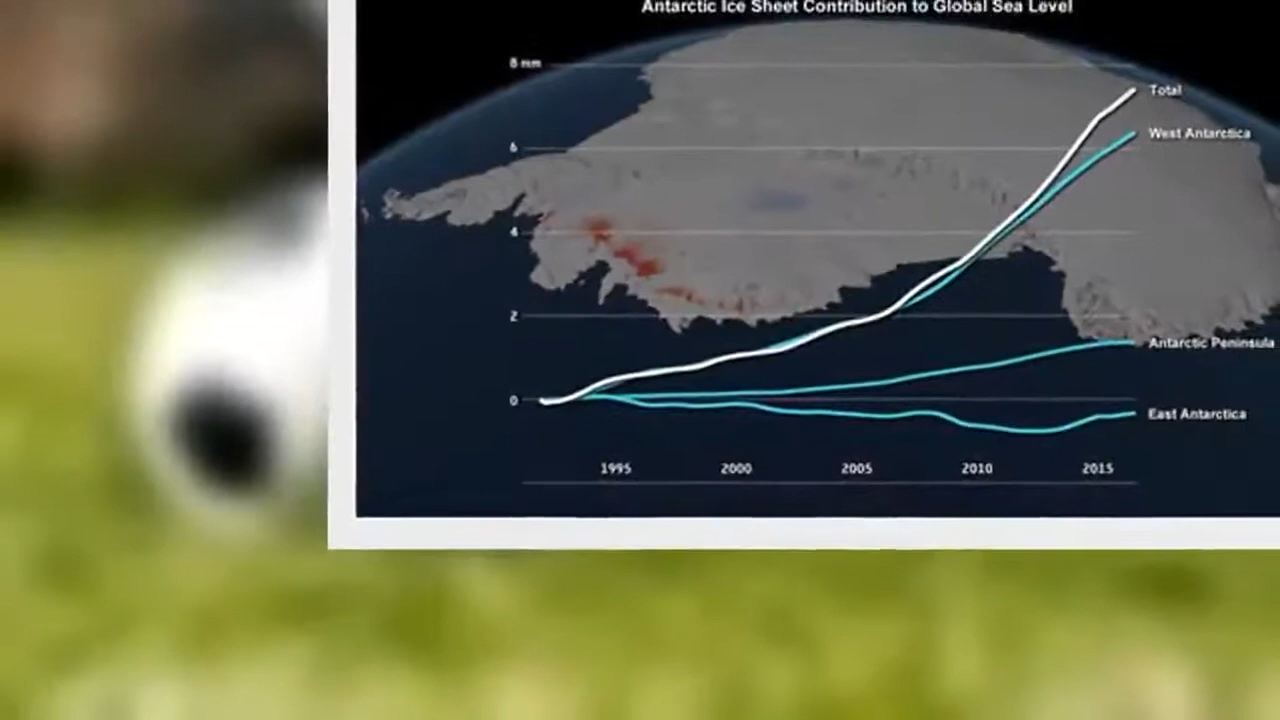 Antarctic Ice Sheet Contribution to Global Sea Level
8 mm
Total
West Antarctica
6
4
2
Antarctic Peninsula
0
East Antarctica
1995 2000 2005 2010 2015